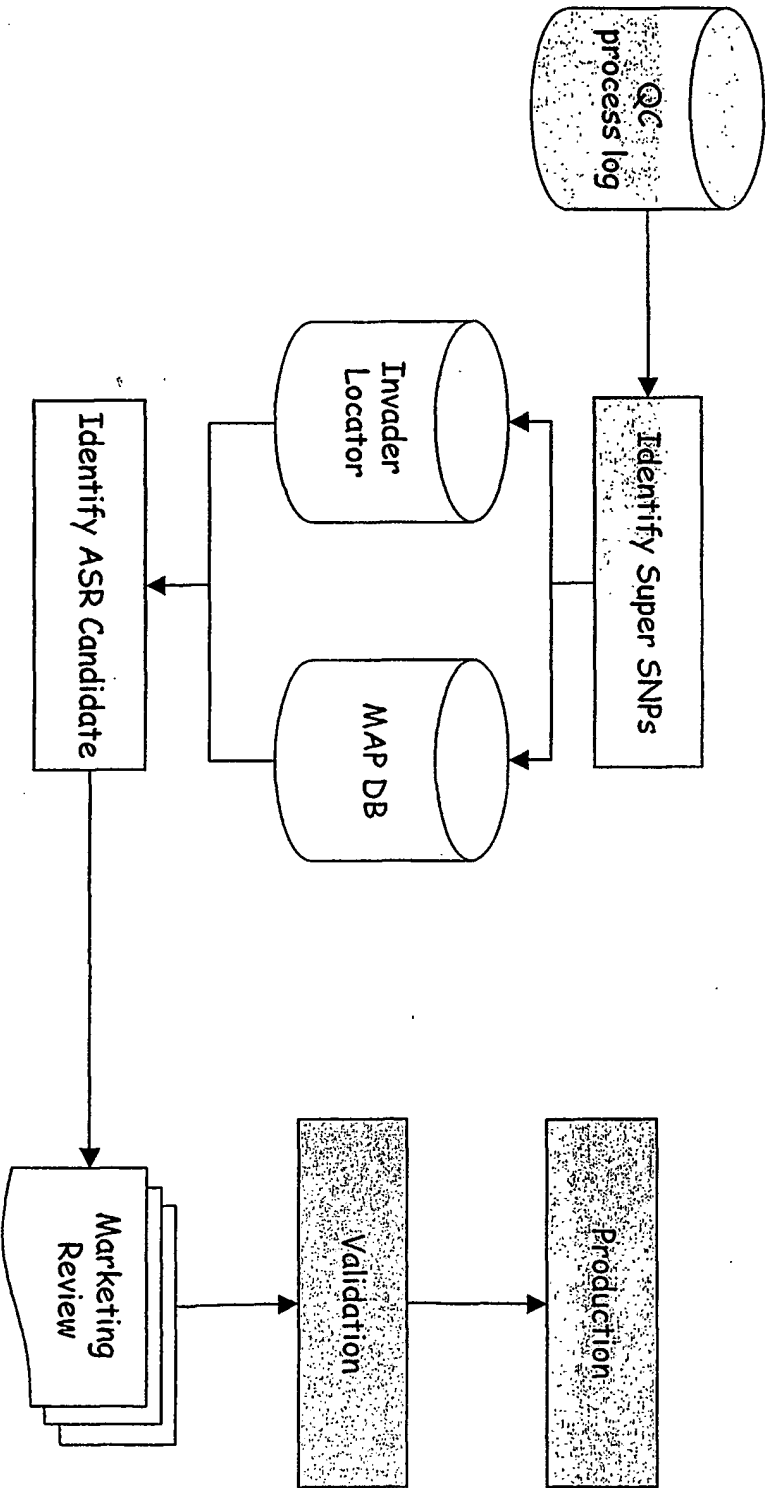 QC
process log
Identify Super SNPs
Invader
Locator
MAP DB
Identify ASR Candidate
Marketing
Review
Validation
Production